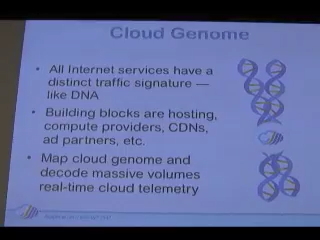 Cloud Genome
• All Internet services have a
distinct traffic signature —
like DNA
• Building blocks are hosting,
compute providers, CDNs,
ad partners, etc.
• Map cloud genome and
decode massive volumes
real-time cloud telemetry